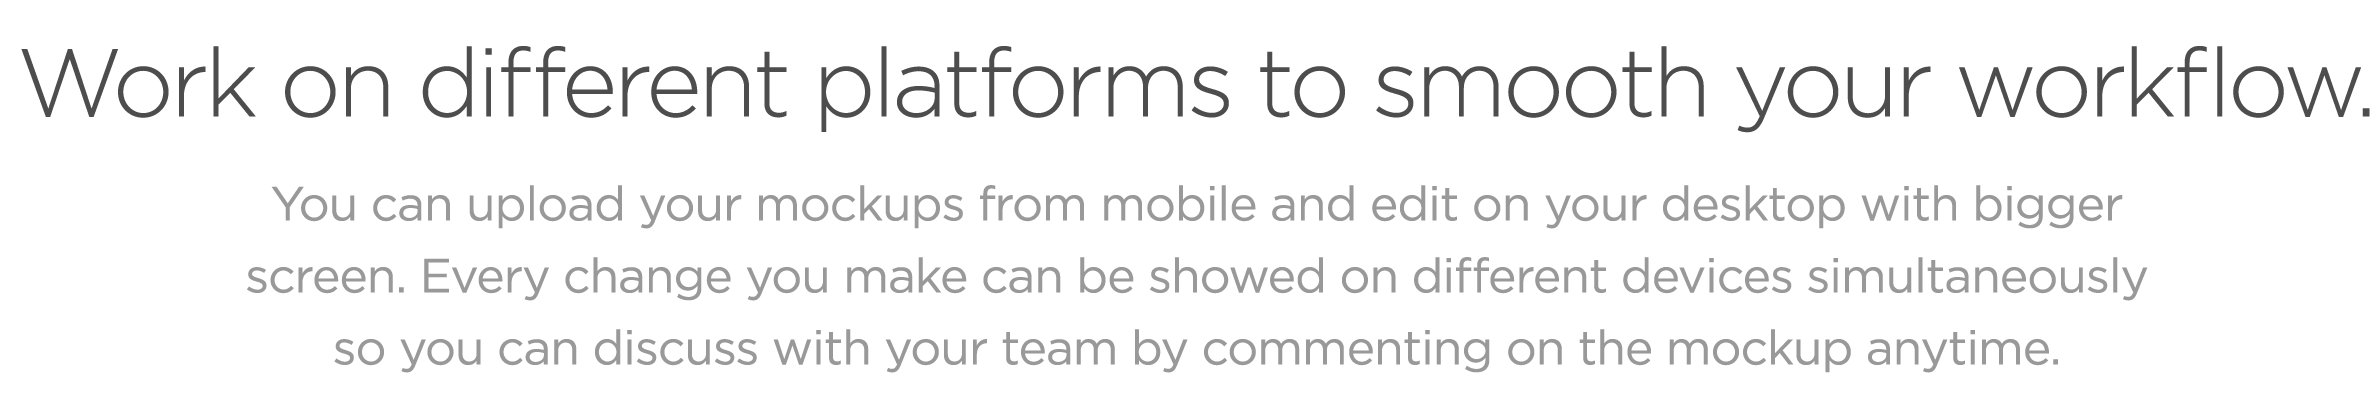 Work on different platforms to smooth your workflow.
You can upload your mockups from mobile and edit on your desktop with bigger
screen. Every change you make can be showed on different devices simultaneously
so you can discuss with your team by commenting on the mockup anytime.